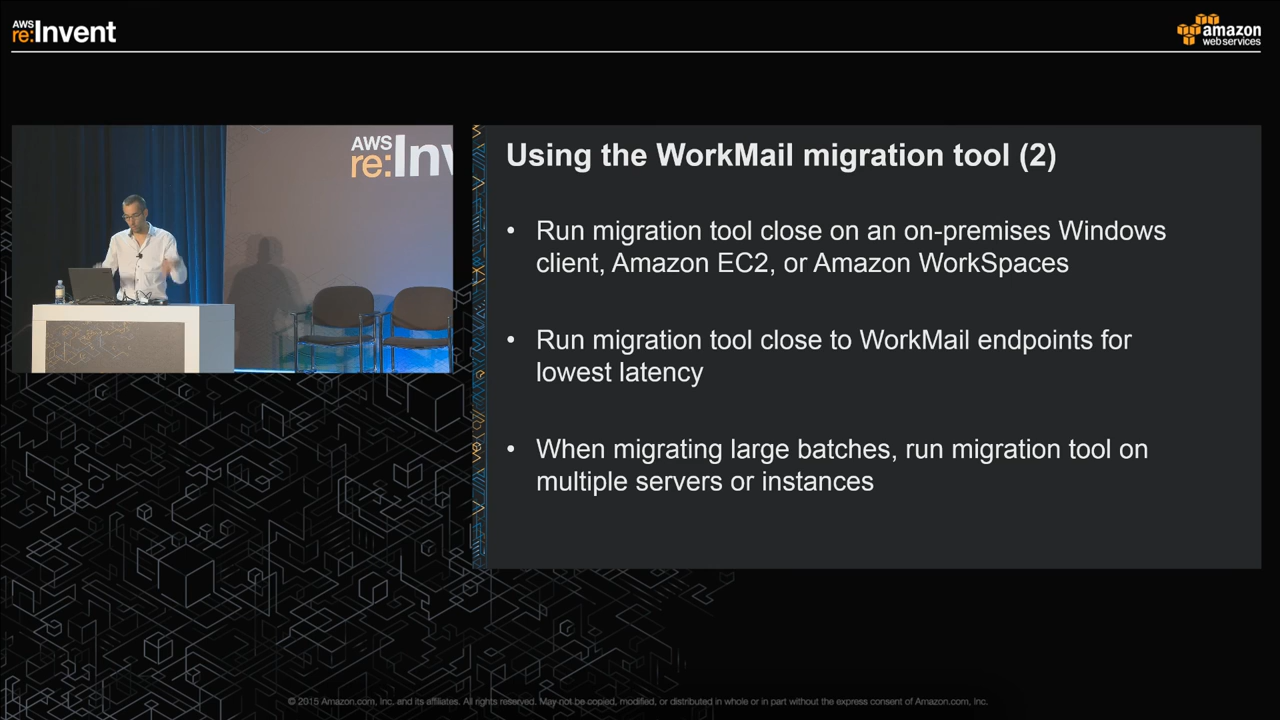 AWS
re:Invent
amazon
webservices
AWS
re:Inv
Using the WorkMail migration tool (2)
• Run migration tool close on an on-premises Windows
client, Amazon EC2, or Amazon WorkSpaces
• Run migration tool close to WorkMail endpoints for
lowest latency
• When migrating large batches, run migration tool on
multiple servers or instances
© 2015 Amazon.com, Inc. and its affiliates. All rights reserved. May not be copied, modified, or distributed in whole or in part without the express consent of Amazon.com, Inc.